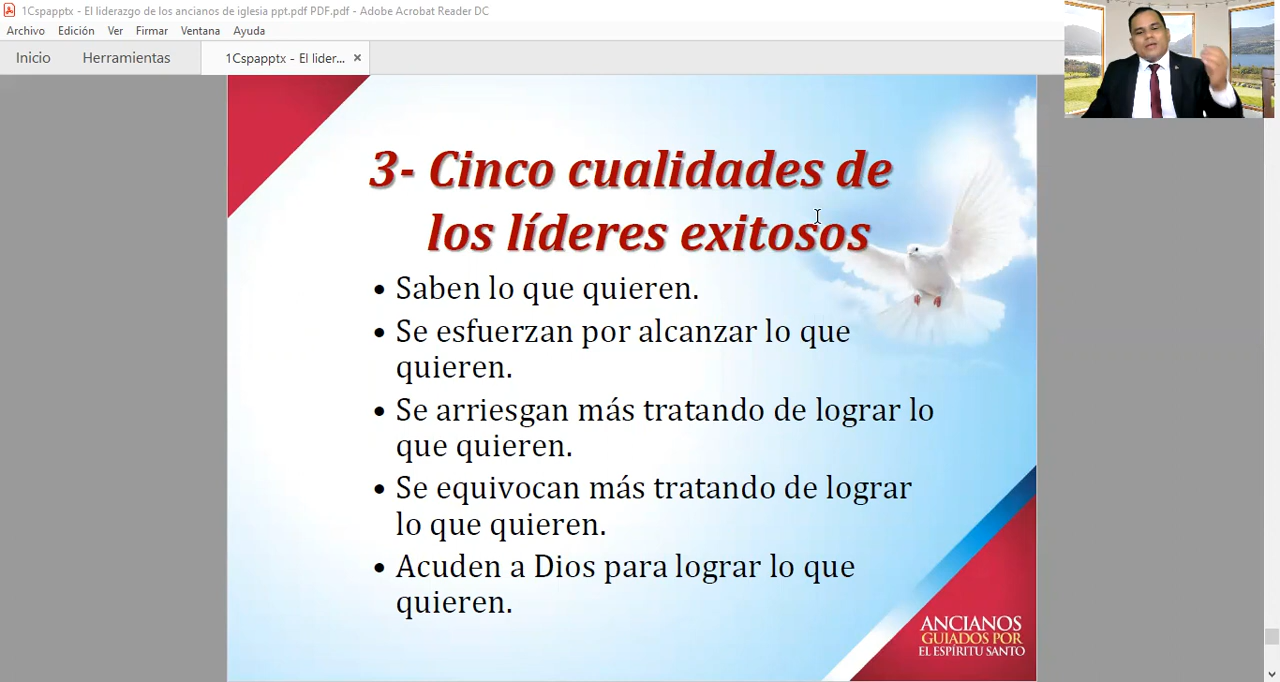 1Cspapptx - El liderazgo de los ancianos de iglesia ppt.pdf PDF.pdf - Adobe Acrobat Reader DC
Archivo Edición Ver Firmar Ventana Ayuda
Inicio Herramientas 1Cspapptx - El lider... ×
3- Cinco cualidades de
los líderes exitosos
• Saben lo que quieren.
• Se esfuerzan por alcanzar lo que
quieren.
• Se arriesgan más tratando de lograr lo
que quieren.
• Se equivocan más tratando de lograr
lo que quieren.
• Acuden a Dios para lograr lo que
quieren.
ANCIANOS
GUIADOS POR
EL ESPÍRITU SANTO